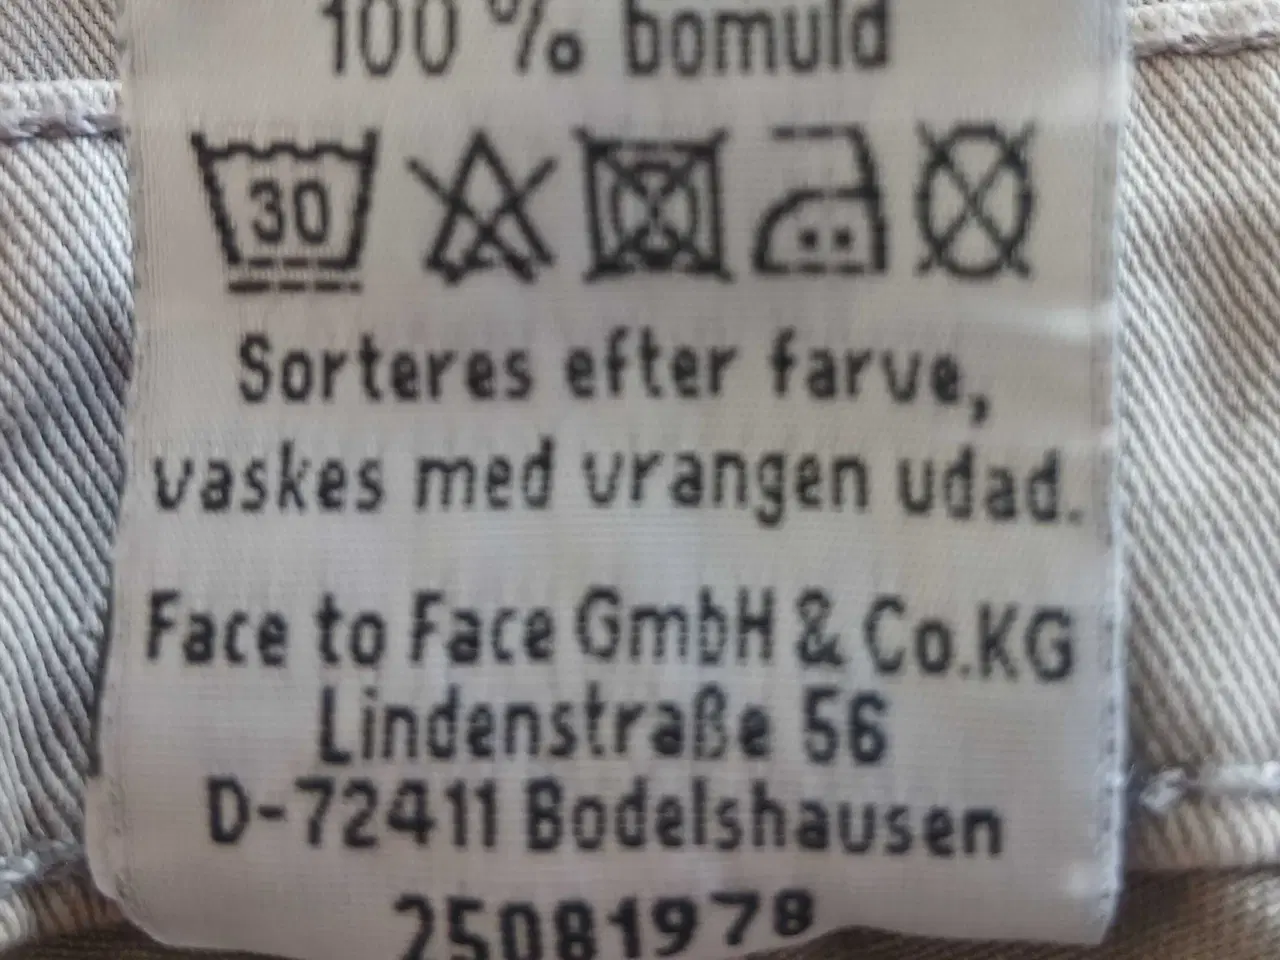 100 % bomuld
30
Sorteres efter farve,
vaskes med vrangen udad.
Face to Face GmbH & Co.KG
Lindenstraße 56
D-72411 Bodelshausen
25081978